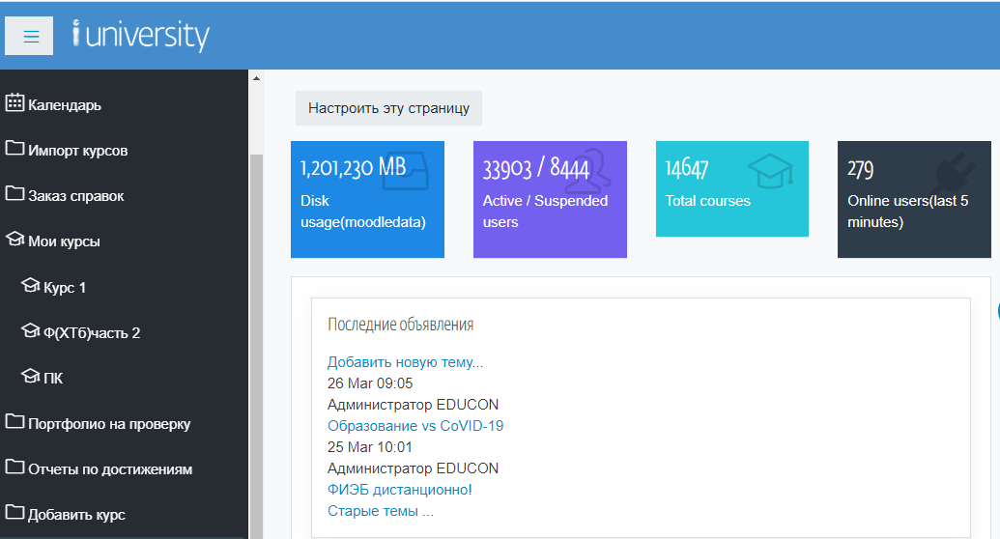 i university
Календарь
Импорт курсов
Заказ справок
Мои курсы
Курс 1
Ф(ХТб)часть 2
ПК
Портфолио на проверку
Отчеты по достижениям
Добавить курс
Настроить эту страницу
1,201,230 MB
Disk
usage(moodledata)
33903 / 8444
Active / Suspended
users
14647
Total courses
279
Online users(last 5
minutes)
Последние объявления
Добавить новую тему...
26 Mar 09:05
Администратор EDUCON
Образование vs CoVID-19
25 Mar 10:01
Администратор EDUCON
ФИЭБ дистанционно!
Старые темы ...